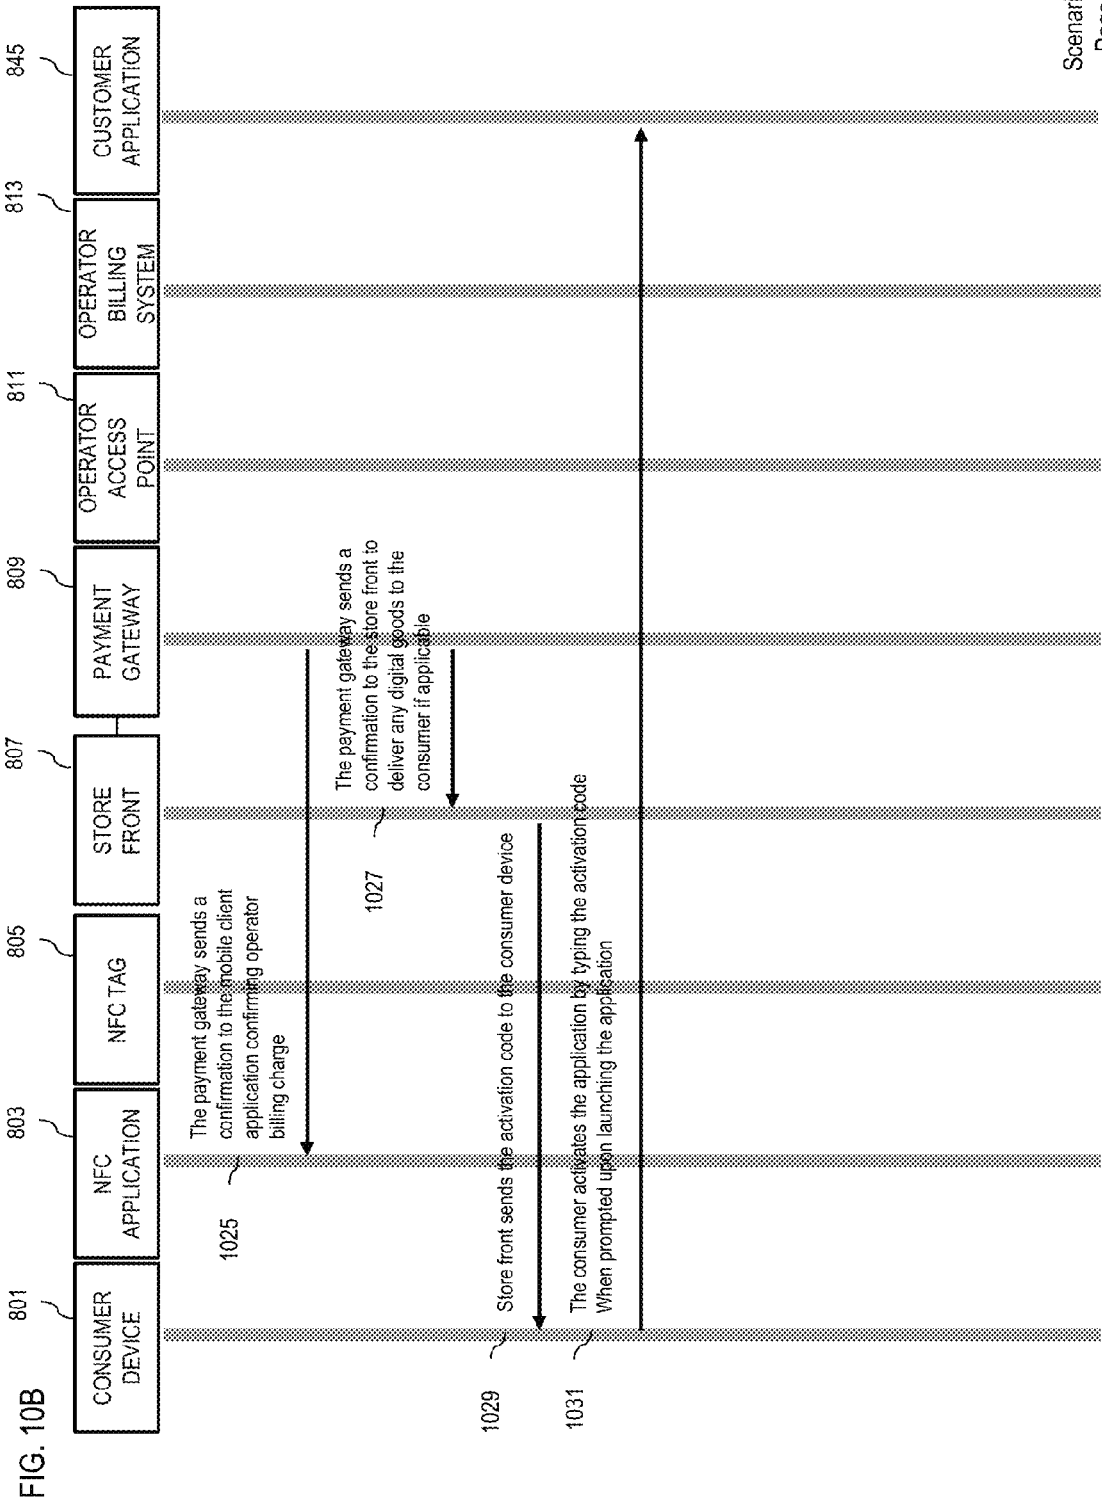 FIG. 10B
801
CONSUMER
DEVICE
803
NFC
APPLICATION
805
NFC TAG
807
STORE
FRONT
809
PAYMENT
GATEWAY
811
OPERATOR
ACCESS
POINT
813
OPERATOR
BILLING
SYSTEM
845
CUSTOMER
APPLICATION
1025
The payment gateway sends a
confirmation to the mobile client
application confirming operator
billing charge
1027
The payment gateway sends a
confirmation to the store front to
deliver any digital goods to the
consumer if applicable
1029
Store front sends the activation code to the consumer device
1031
The consumer activates the application by typing the activation code
When prompted upon launching the application